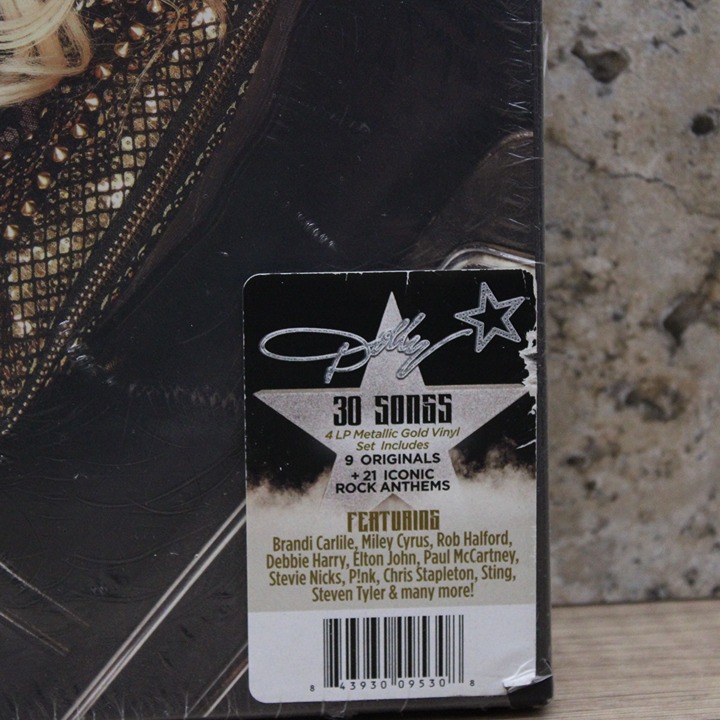 Dolly
30 SONGS
4 LP Metallic Gold Vinyl
Set Includes
9 ORIGINALS
+ 21 ICONIC
ROCK ANTHEMS
FEATURING
Brandi Carlile, Miley Cyrus, Rob Halford,
Debbie Harry, Elton John, Paul McCartney,
Stevie Nicks, P!nk, Chris Stapleton, Sting,
Steven Tyler & many more!
8 43930 09530 8